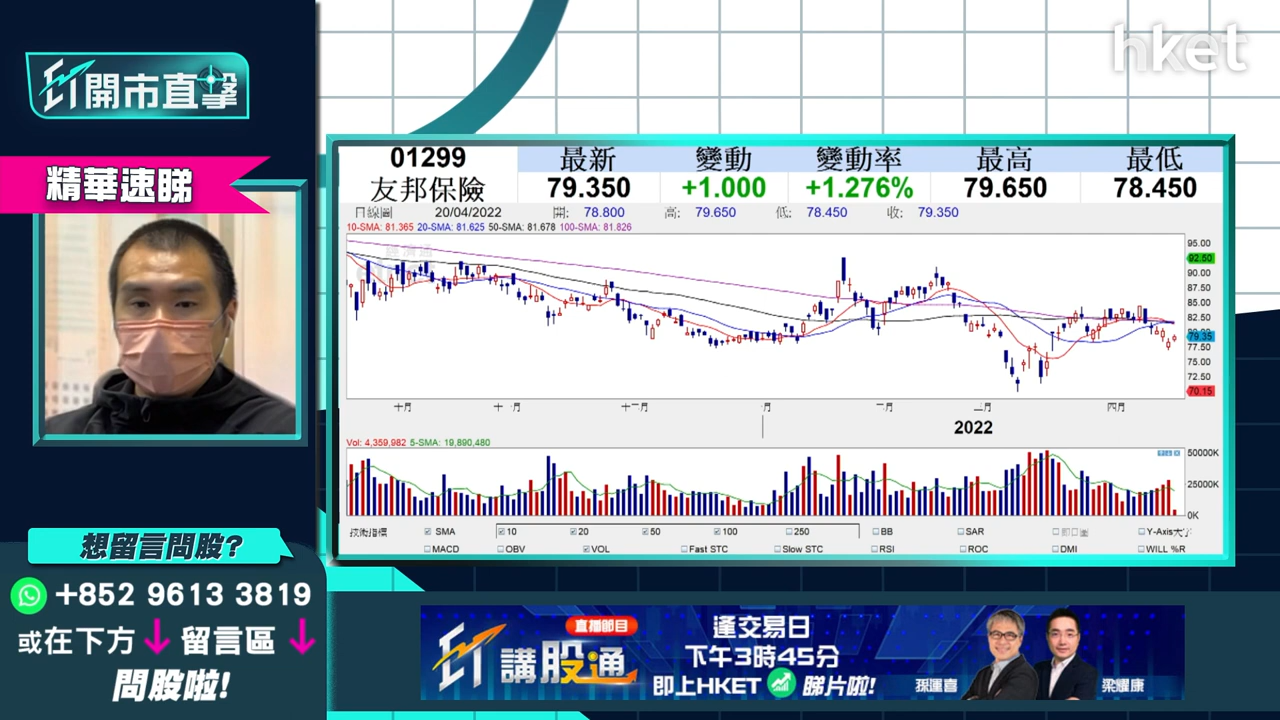 hket
ET開市直擊
精華速睇
01299
友邦保險
最新
變動
變動率
最高
最低
79.350
+1.000
+1.276%
79.650
78.450
日線圖
20/04/2022
開: 78.800
高: 79.650
低: 78.450
收: 79.350
10-SMA: 81.365 20-SMA: 81.625 50-SMA: 81.678 100-SMA: 81.826
95.00
92.50
90.00
87.50
85.00
82.50
79.35
77.50
75.00
72.50
70.15
十月
十一月
十二月
一月
二月
三月
四月
2022
Vol: 4,359,982 5-SMA: 19,890,480
50000K
25000K
0K
技術指標
SMA
10
20
50
100
250
BB
SAR
Y-Axis大字
MACD
OBV
VOL
Fast STC
Slow STC
RSI
ROC
DMI
WILL %R
想留言問股?
+852 9613 3819
或在下方↓留言區↓
問股啦!
ET講股通
直播節目
逢交易日
下午3時45分
即上HKET睇片啦!
孫運喜
梁耀康